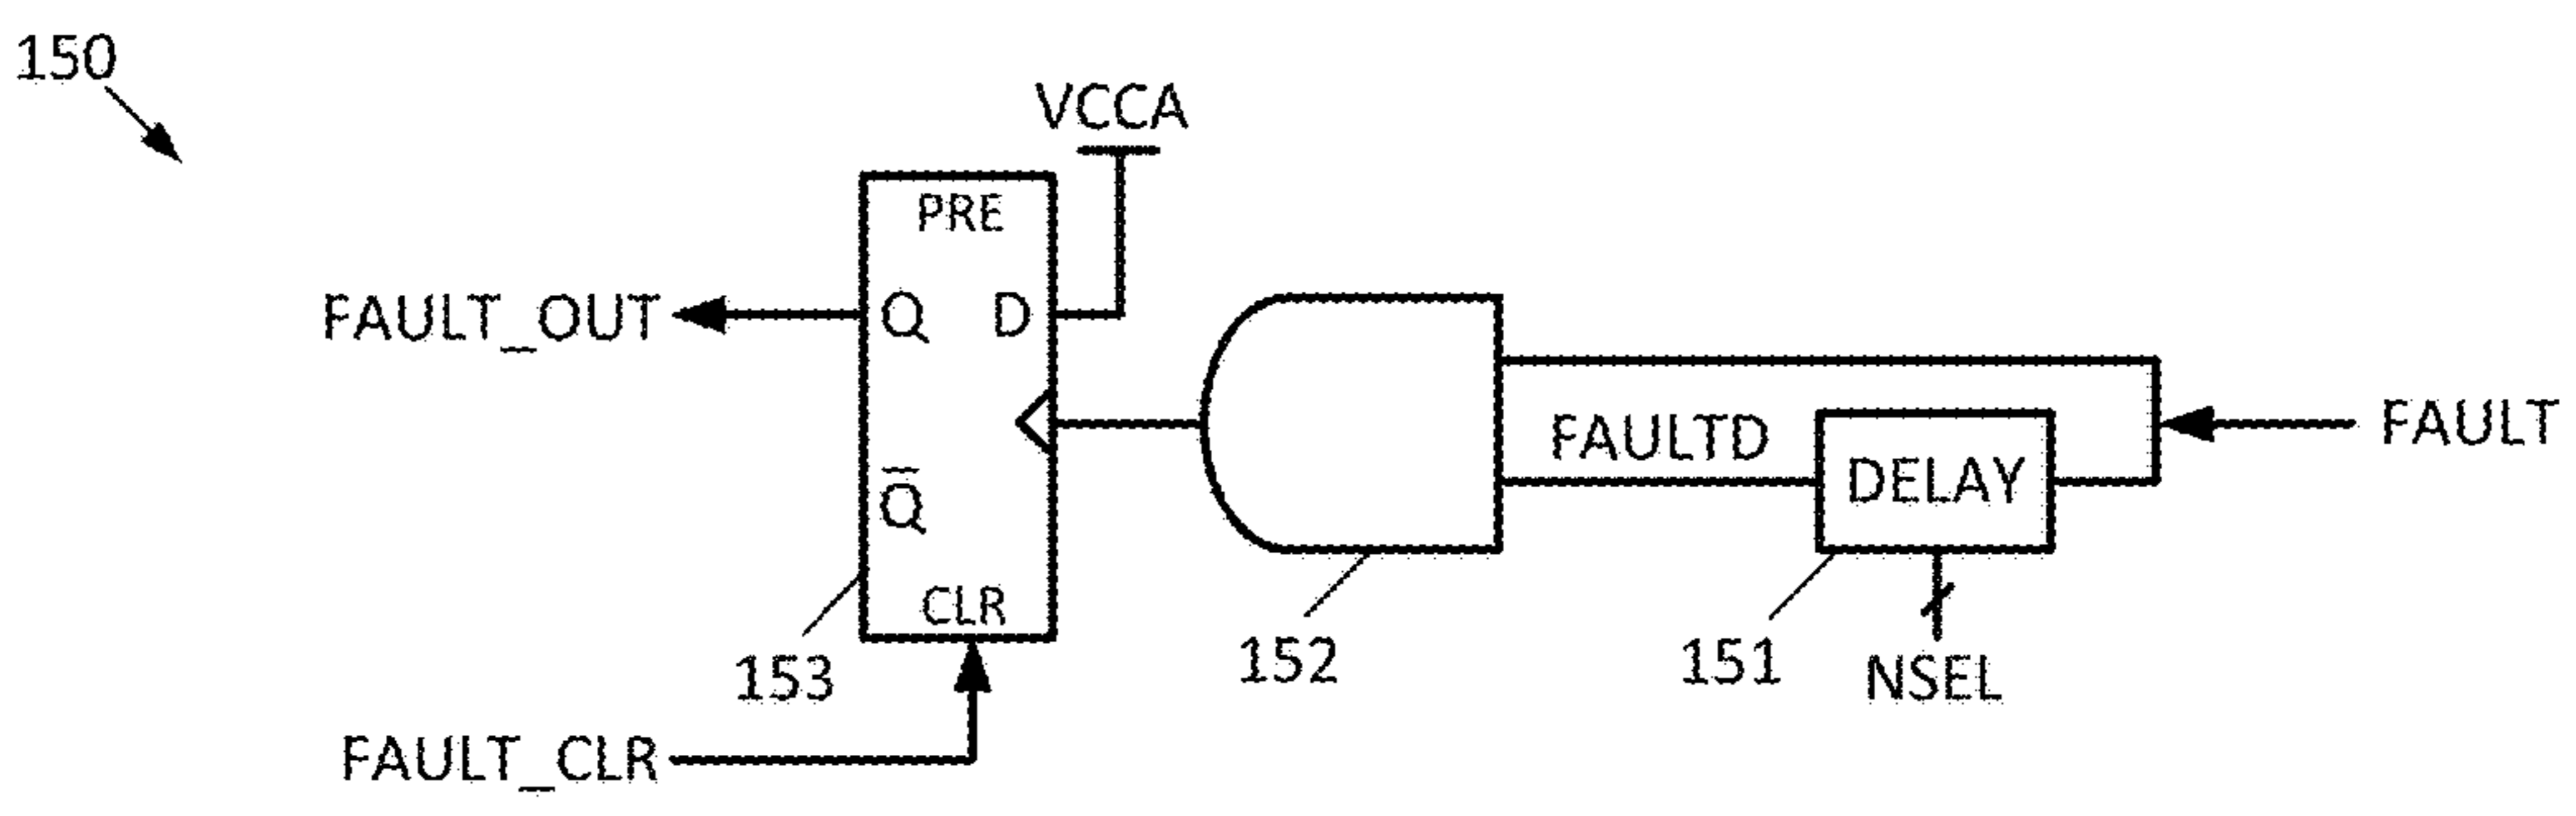 150
VCCA
PRE
FAULT_OUT
Q
D
FAULTD
DELAY
FAULT
Q̅
CLR
153
152
151
NSEL
FAULT_CLR